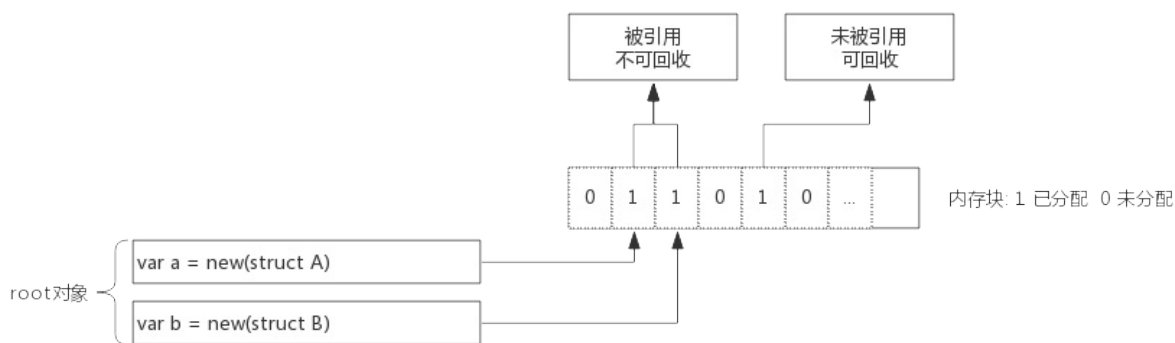 被引用
不可回收
未被引用
可回收
0 1 1 0 1 0 ...
内存块: 1 已分配 0 未分配
var a = new(struct A)
root对象
var b = new(struct B)